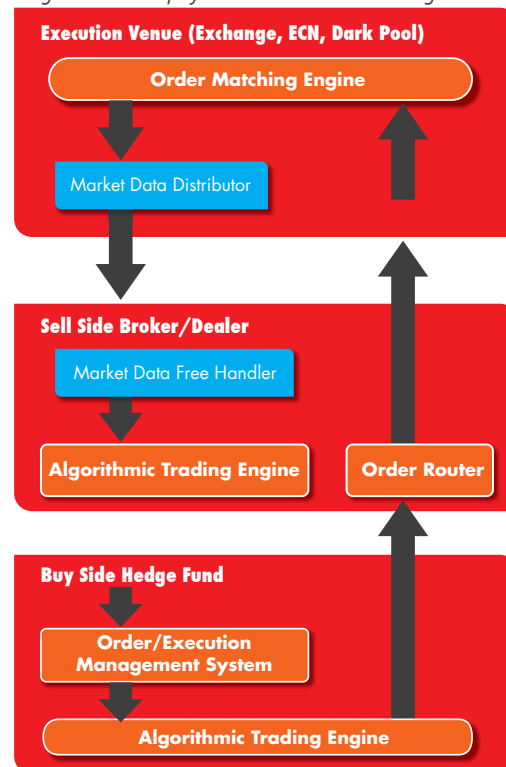 Execution Venue (Exchange, ECN, Dark Pool)
Order Matching Engine
Market Data Distributor
Sell Side Broker/Dealer
Market Data Free Handler
Algorithmic Trading Engine
Order Router
Buy Side Hedge Fund
Order/Execution
Management System
Algorithmic Trading Engine